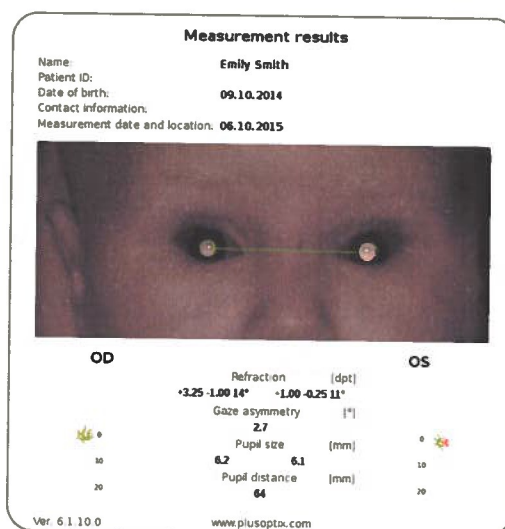 Measurement results
Name: Emily Smith
Patient ID:
Date of birth: 09.10.2014
Contact information:
Measurement date and location: 06.10.2015
OD OS
Refraction [dpt]
+3.25 -1.00 14° +1.00 -0.25 11°
Gaze asymmetry [°]
2.7
0 Pupil size [mm] 0
6.2 6.1
10 10
Pupil distance [mm]
20 64 20
Ver. 6.1.10.0 www.plusoptix.com